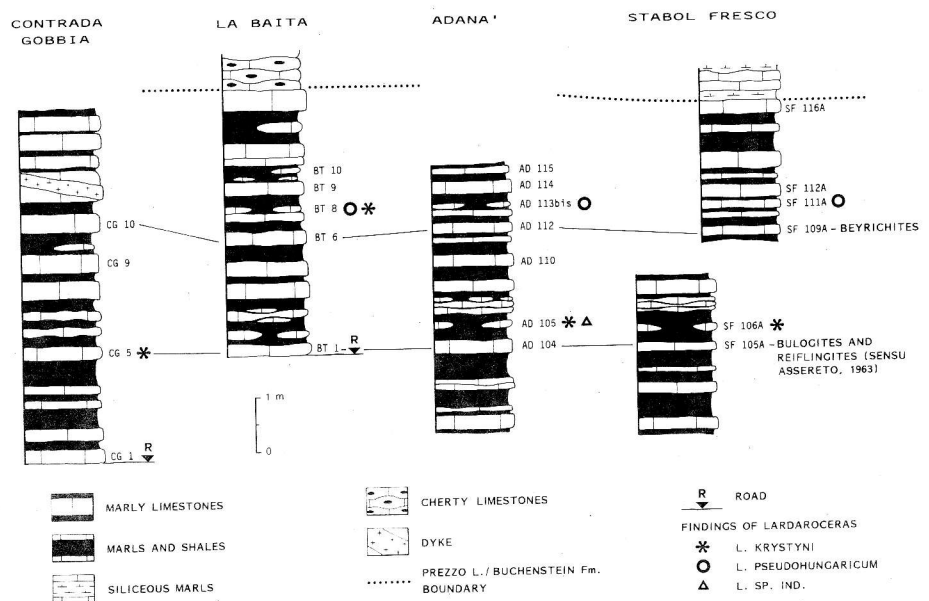 CONTRADA
GOBBIA
LA BAITA
ADANA'
STABOL FRESCO
CG 10
CG 9
CG 5
CG 1
R
BT 10
BT 9
BT 8
BT 6
BT 1
R
AD 115
AD 114
AD 113bis
AD 112
AD 110
AD 105
AD 104
SF 116A
SF 112A
SF 111A
SF 109A - BEYRICHITES
SF 106A
SF 105A - BULOGITES AND
REIFLINGITES (SENSU
ASSERETO, 1963)
1 m
0
MARLY LIMESTONES
MARLS AND SHALES
SILICEOUS MARLS
CHERTY LIMESTONES
DYKE
PREZZO L./BUCHENSTEIN Fm.
BOUNDARY
R ROAD
FINDINGS OF LARDAROCERAS
L. KRYSTYNI
L. PSEUDOHUNGARICUM
L. SP. IND.